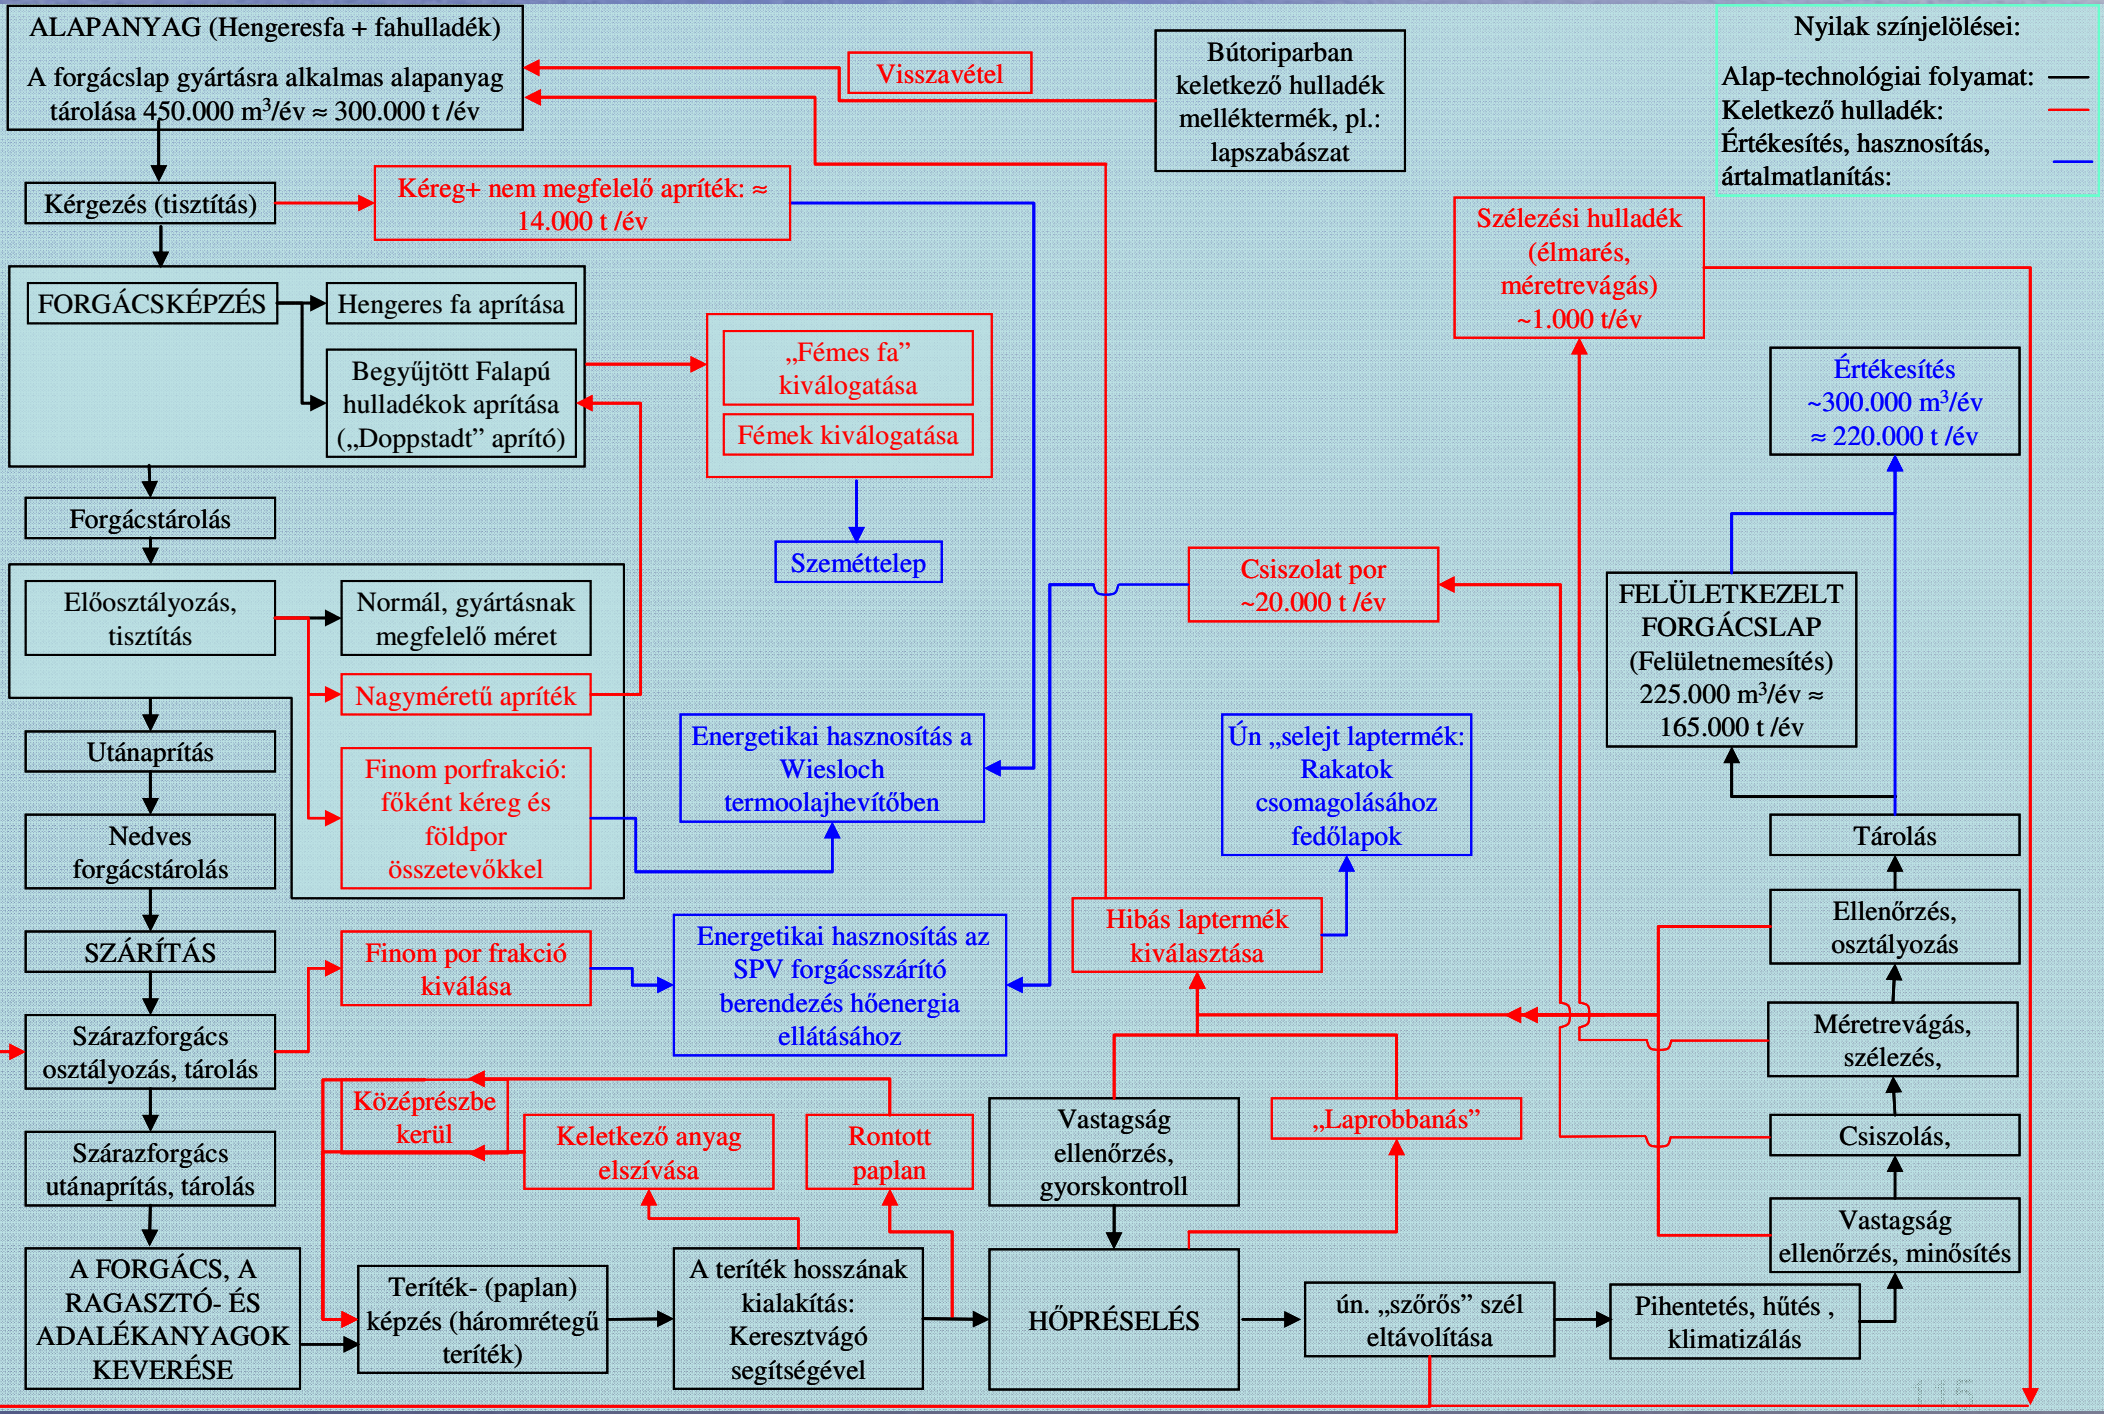 ALAPANYAG (Hengeresfa + fahulladék)
A forgácslap gyártásra alkalmas alapanyag
tárolása 450.000 m³/év ≈ 300.000 t /év
Visszavétel
Bútoriparban
keletkező hulladék
melléktermék, pl.:
lapszabászat
Nyilak színjelölései:
Alap-technológiai folyamat:
Keletkező hulladék:
Értékesítés, hasznosítás,
ártalmatlanítás:
Kérgezés (tisztítás)
Kéreg+ nem megfelelő apríték: ≈
14.000 t /év
Szélezési hulladék
(élmarés,
méretrevágás)
~1.000 t/év
FORGÁCSKÉPZÉS
Hengeres fa aprítása
Begyűjtött Falapú
hulladékok aprítása
(„Doppstadt” aprító)
„Fémes fa”
kiválogatása
Fémek kiválogatása
Értékesítés
~300.000 m³/év
≈ 220.000 t /év
Forgácstárolás
Szeméttelep
Csiszolat por
~20.000 t /év
Előosztályozás,
tisztítás
Normál, gyártásnak
megfelelő méret
Nagyméretű apríték
FELÜLETKEZELT
FORGÁCSLAP
(Felületnemesítés)
225.000 m³/év ≈
165.000 t /év
Utánaprítás
Finom porfrakció:
főként kéreg és
földpor
összetevőkkel
Energetikai hasznosítás a
Wiesloch
termoolajhevítőben
Ún „selejt laptermék:
Rakatok
csomagolásához
fedőlapok
Nedves
forgácstárolás
Tárolás
SZÁRÍTÁS
Finom por frakció
kiválása
Energetikai hasznosítás az
SPV forgácsszárító
berendezés hőenergia
ellátásához
Hibás laptermék
kiválasztása
Ellenőrzés,
osztályozás
Szárazforgács
osztályozás, tárolás
Méretrevágás,
szélezés,
Középrészbe
kerül
Keletkező anyag
elszívása
Rontott
paplan
Vastagság
ellenőrzés,
gyorskontroll
„Laprobbanás”
Csiszolás,
Szárazforgács
utánaprítás, tárolás
Vastagság
ellenőrzés, minősítés
A FORGÁCS, A
RAGASZTÓ- ÉS
ADALÉKANYAGOK
KEVERÉSE
Teríték- (paplan)
képzés (háromrétegű
teríték)
A teríték hosszának
kialakítás:
Keresztvágó
segítségével
HŐPRÉSELÉS
ún. „szőrös” szél
eltávolítása
Pihentetés, hűtés ,
klimatizálás